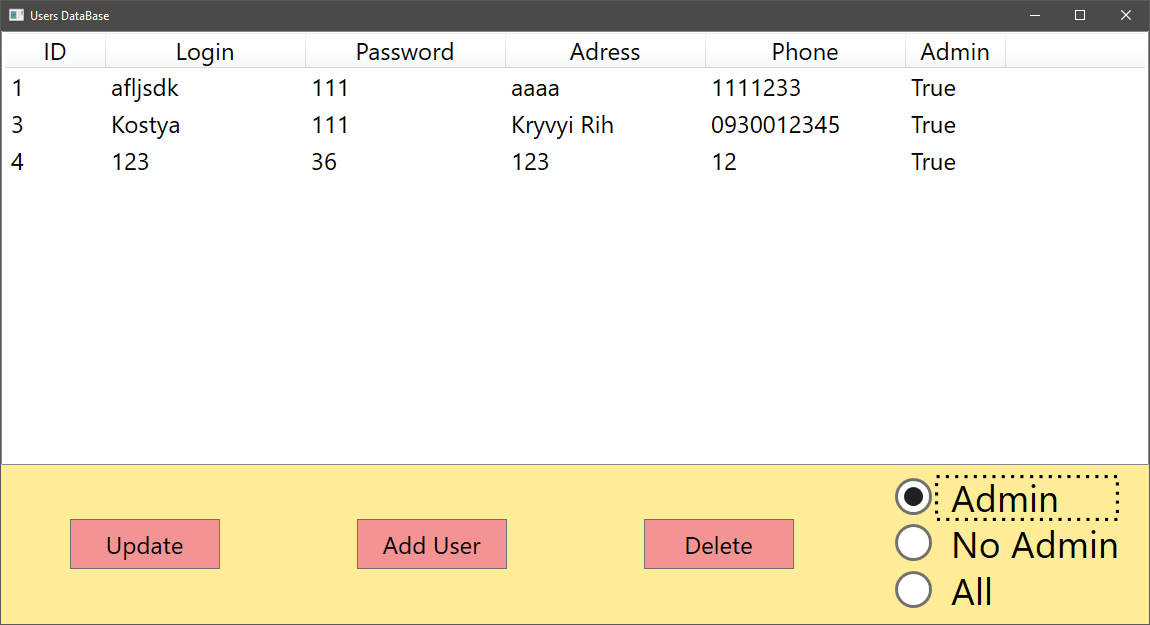 Users DataBase
ID Login Password Adress Phone Admin
1 afljsdk 111 aaaa 1111233 True
3 Kostya 111 Kryvyi Rih 0930012345 True
4 123 36 123 12 True
Admin
Update Add User Delete No Admin
All